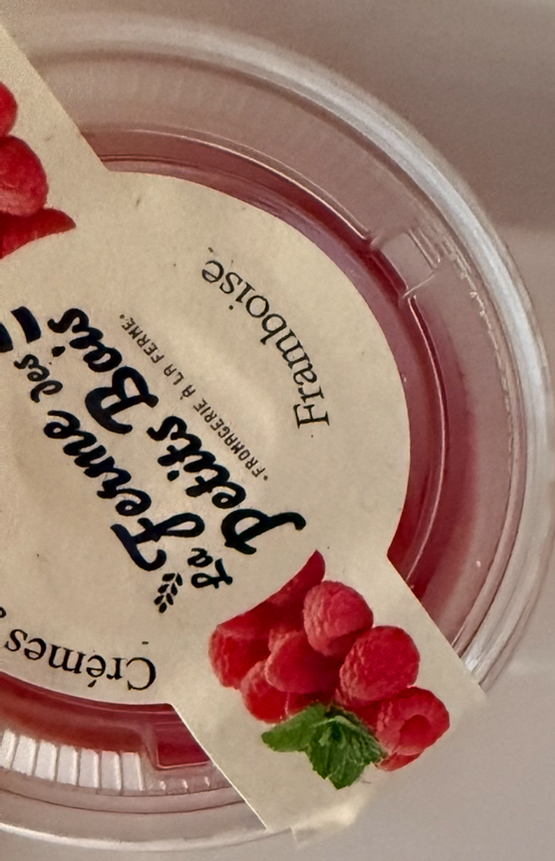 Crèmes
La Ferme des
Petits Bois
•FROMAGERIE À LA FERME•
Framboise